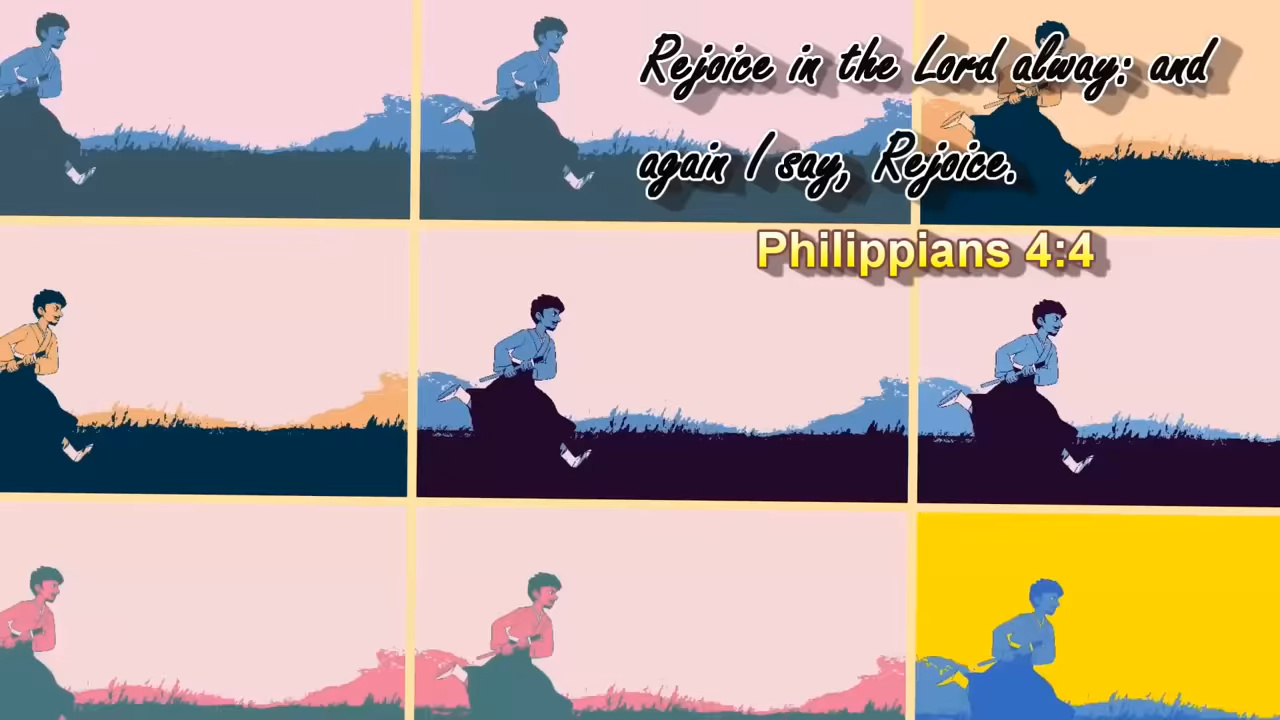 Rejoice in the Lord alway: and
again I say, Rejoice.
Philippians 4:4